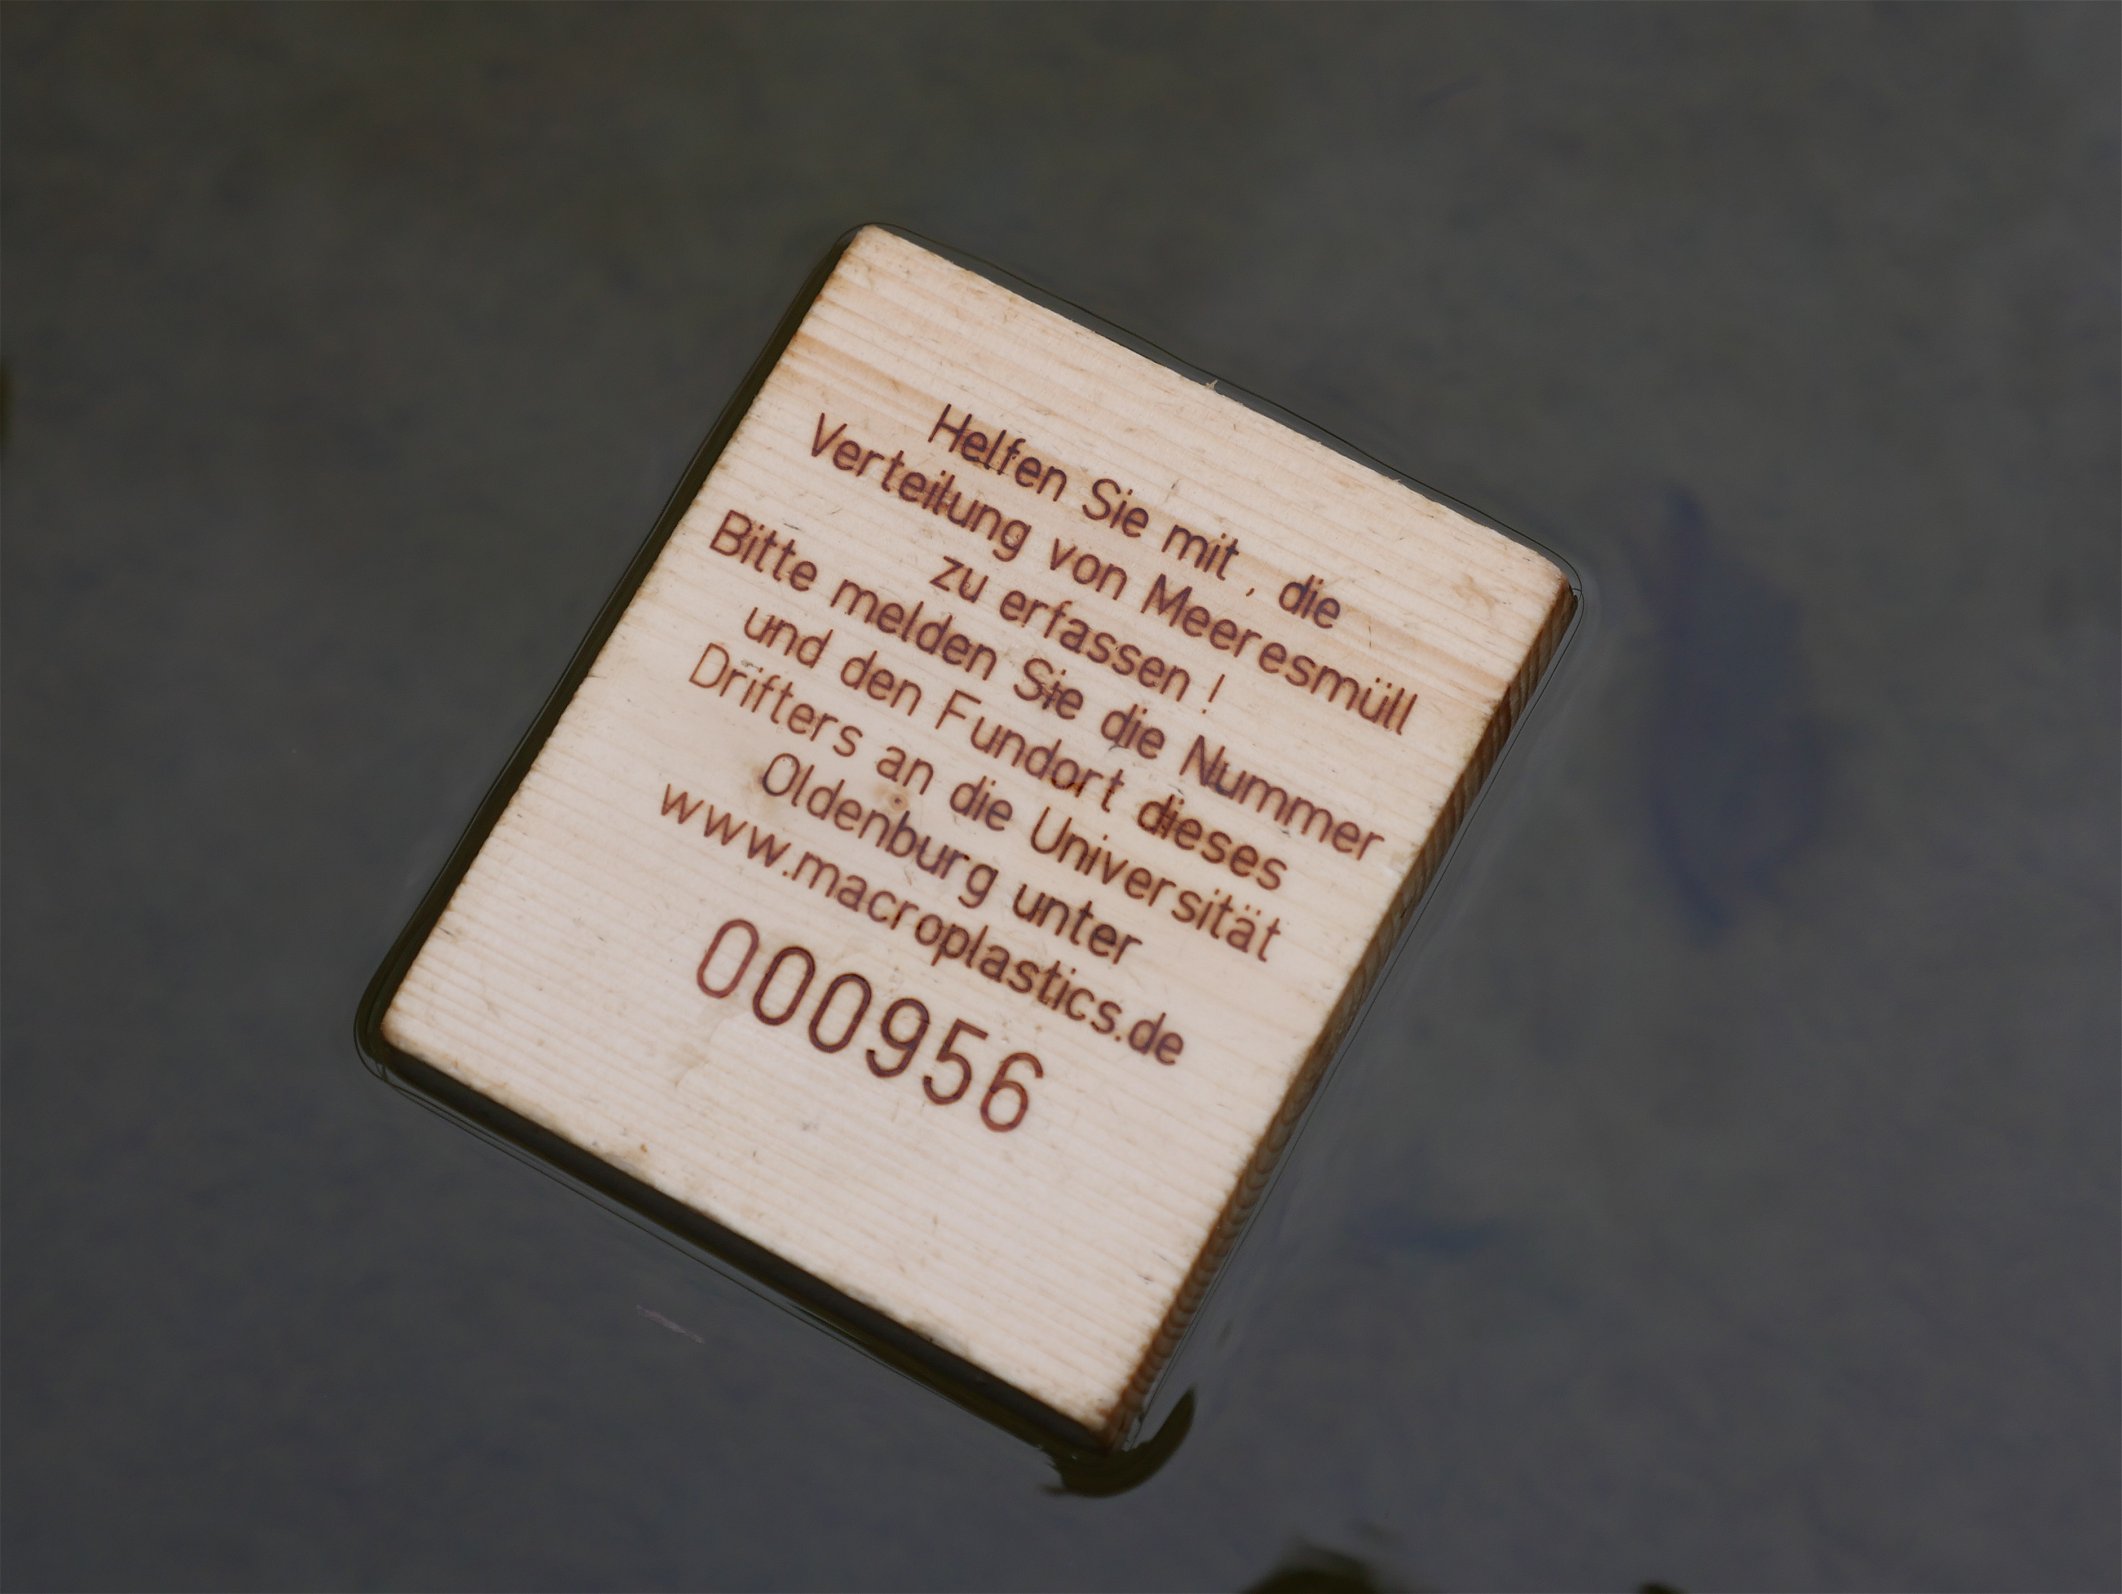 Helfen Sie mit, die
Verteilung von Meeresmüll
zu erfassen!
Bitte melden Sie die Nummer
und den Fundort dieses
Drifters an die Universität
Oldenburg unter
www.macroplastics.de
000956